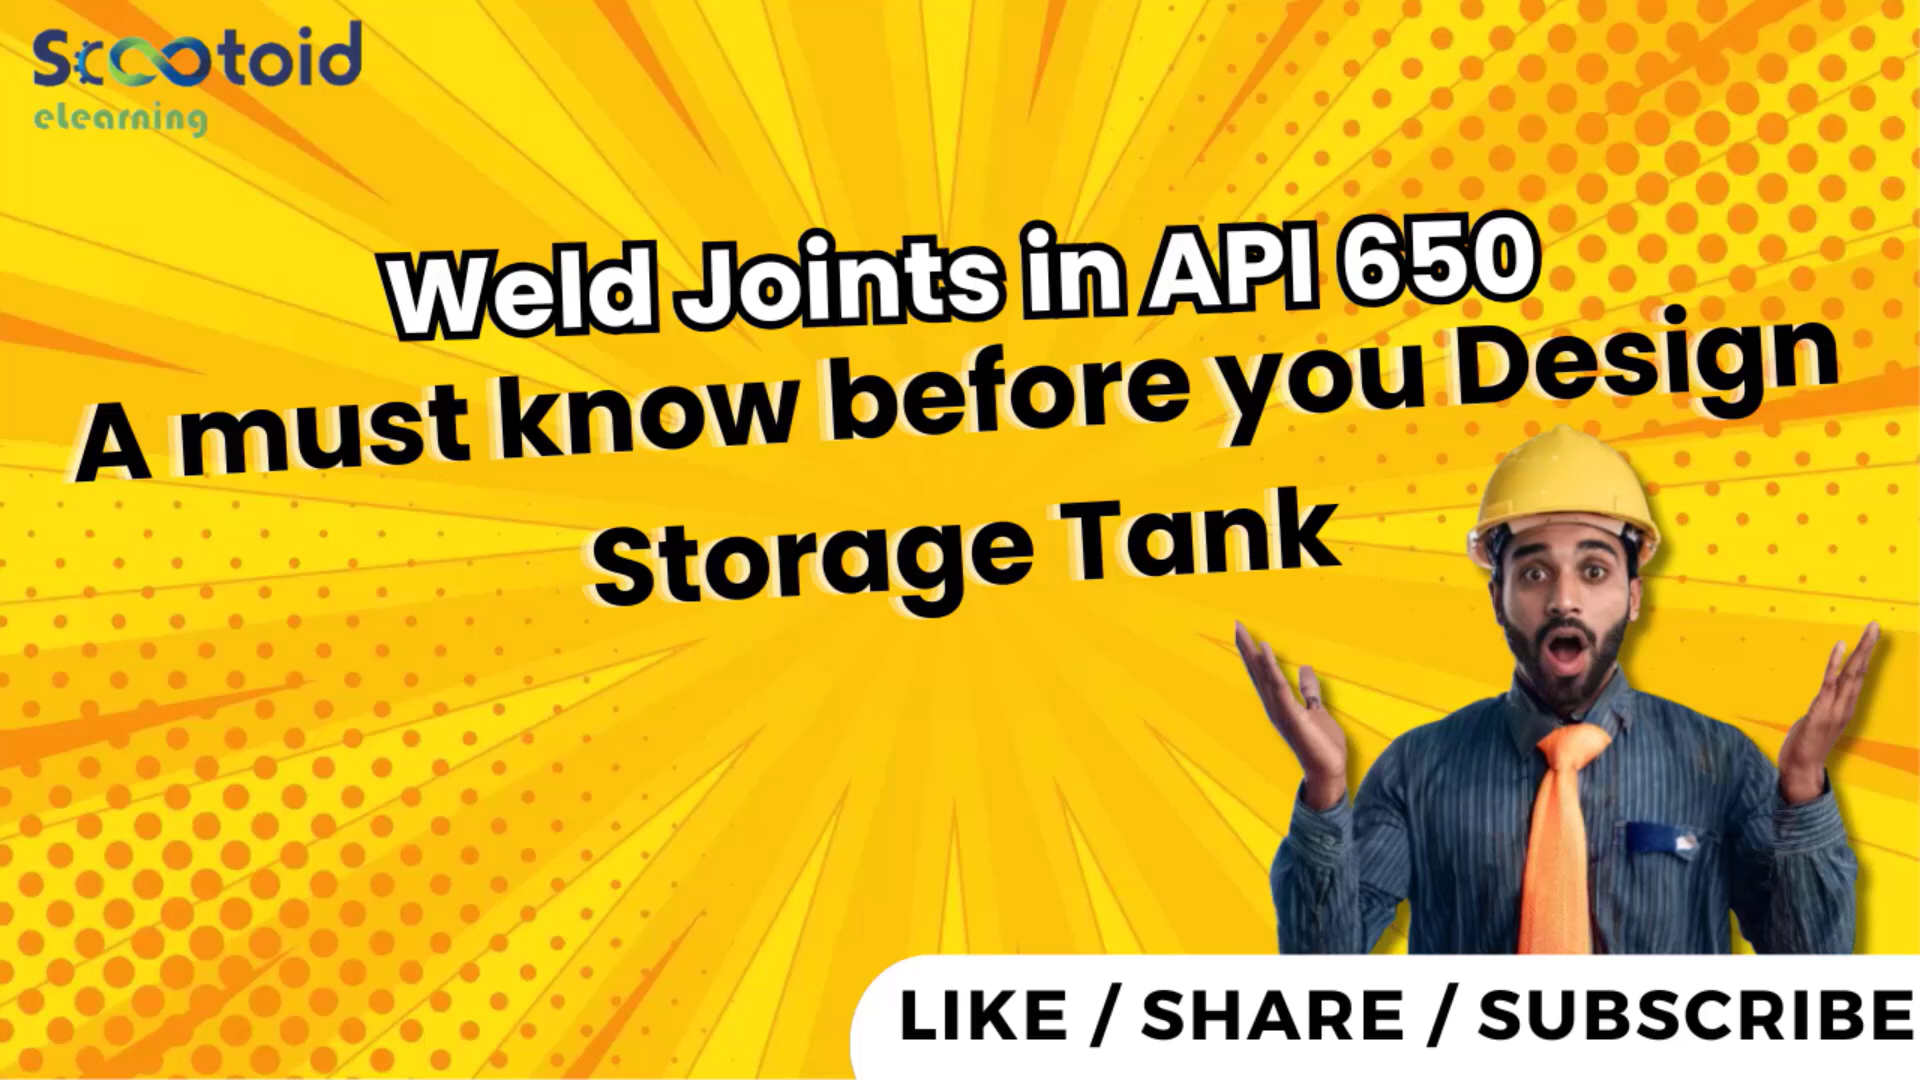 Scootoid
elearning
Weld Joints in API 650
A must know before you Design
Storage Tank
LIKE / SHARE / SUBSCRIBE